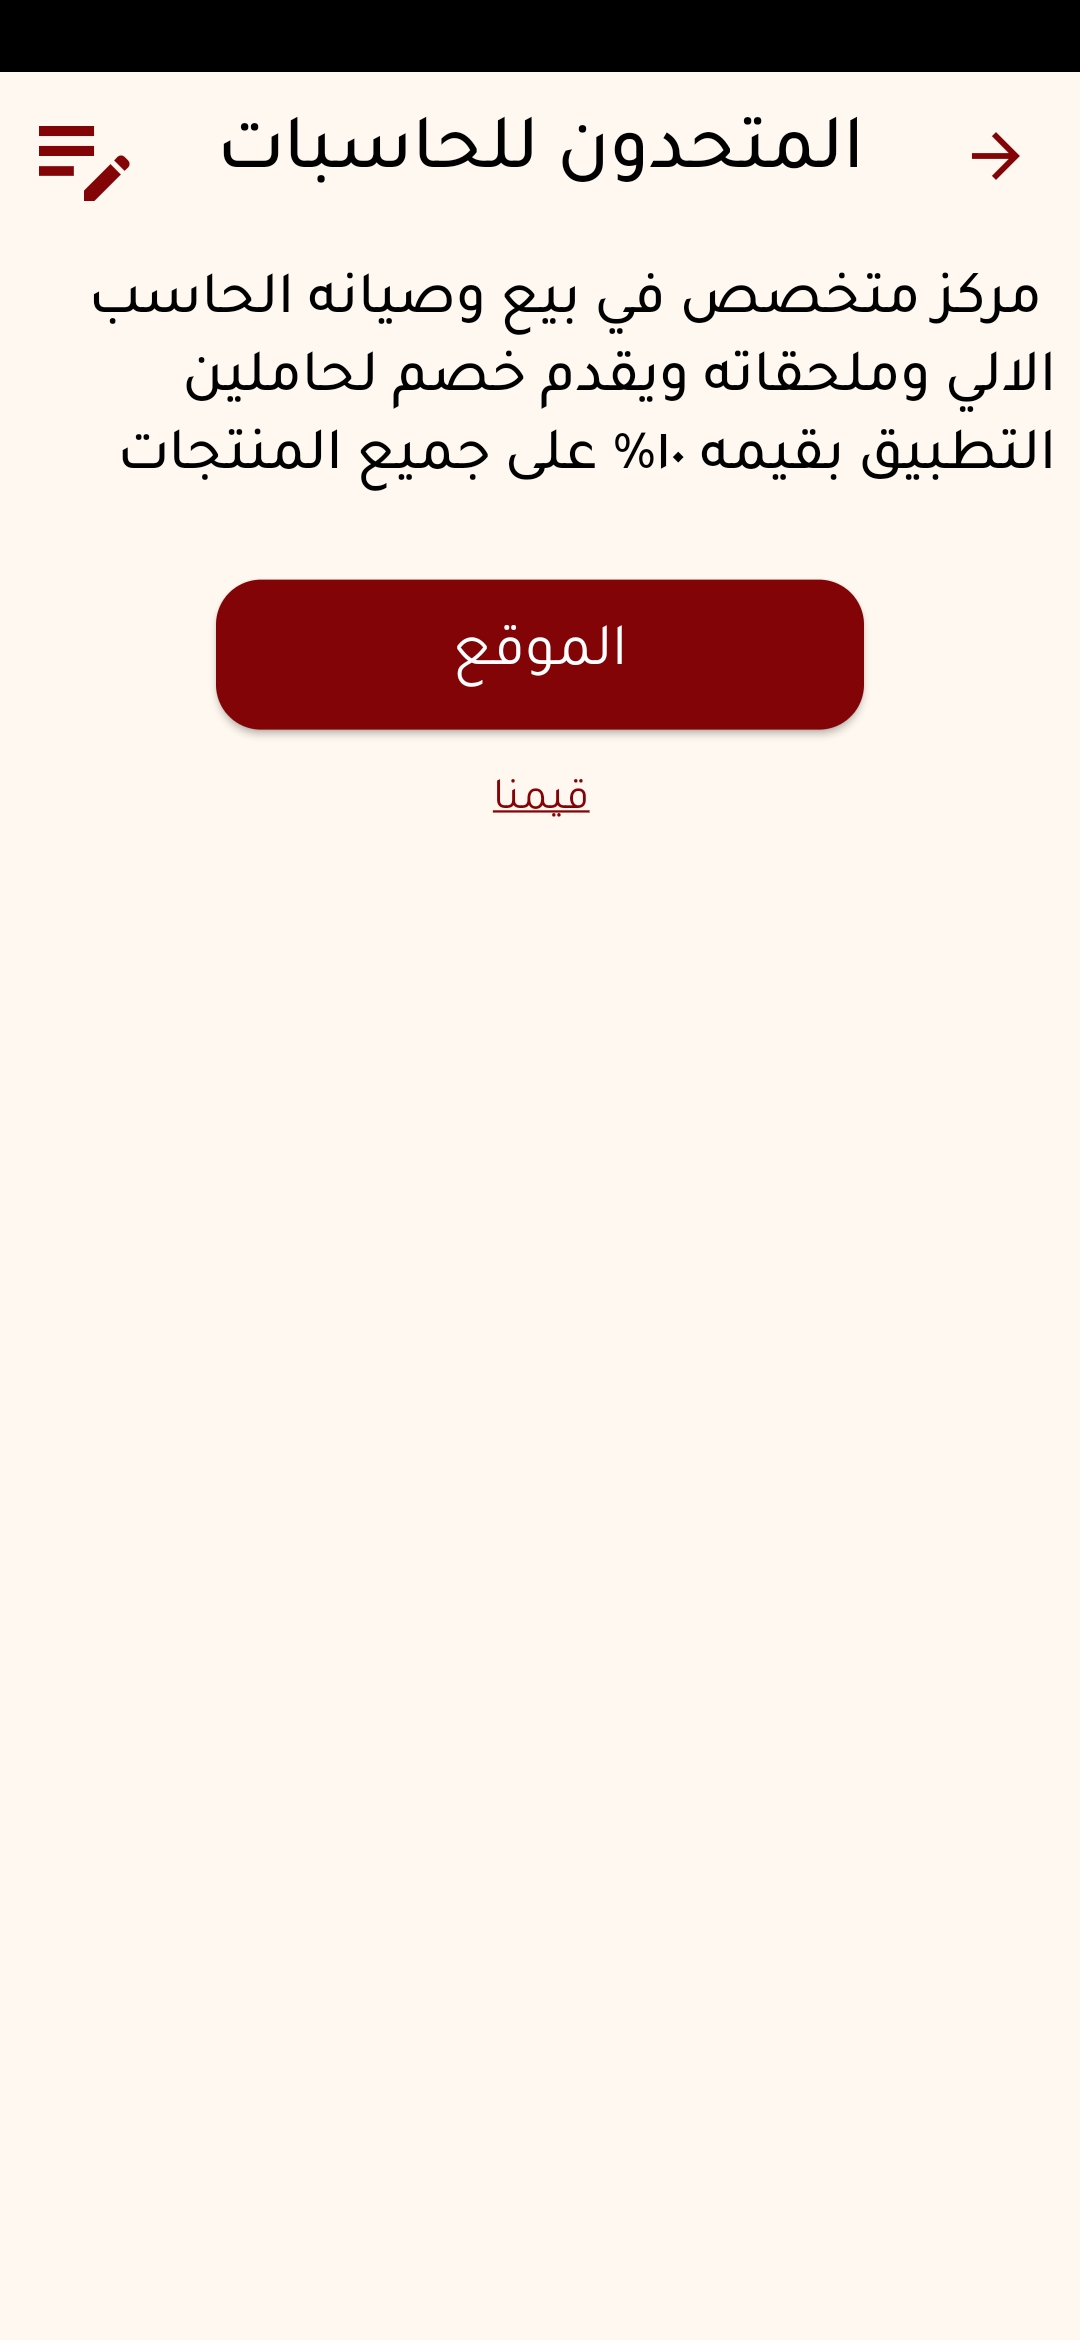 المتحدون للحاسبات
مركز متخصص في بيع وصيانه الحاسب
الالي وملحقاته ويقدم خصم لحاملين
التطبيق بقيمه ١٠% على جميع المنتجات
الموقع
قيمنا